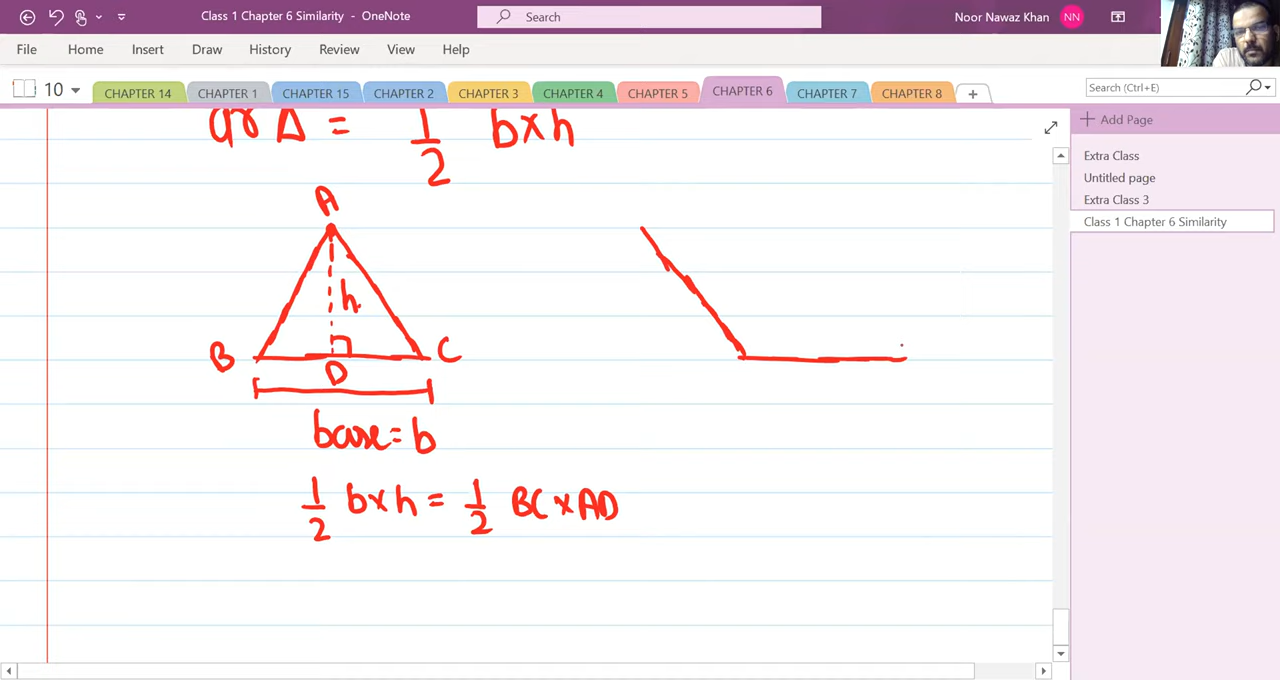 Class 1 Chapter 6 Similarity - OneNote
Search
Noor Nawaz Khan NN
File Home Insert Draw History Review View Help
10 CHAPTER 14 CHAPTER 1 CHAPTER 15 CHAPTER 2 CHAPTER 3 CHAPTER 4 CHAPTER 5 CHAPTER 6 CHAPTER 7 CHAPTER 8
Search (Ctrl+E)
Add Page
Extra Class
Untitled page
Extra Class 3
Class 1 Chapter 6 Similarity
ar Δ = 1/2 b×h
A
h
B D C
base = b
1/2 b×h = 1/2 BC×AD